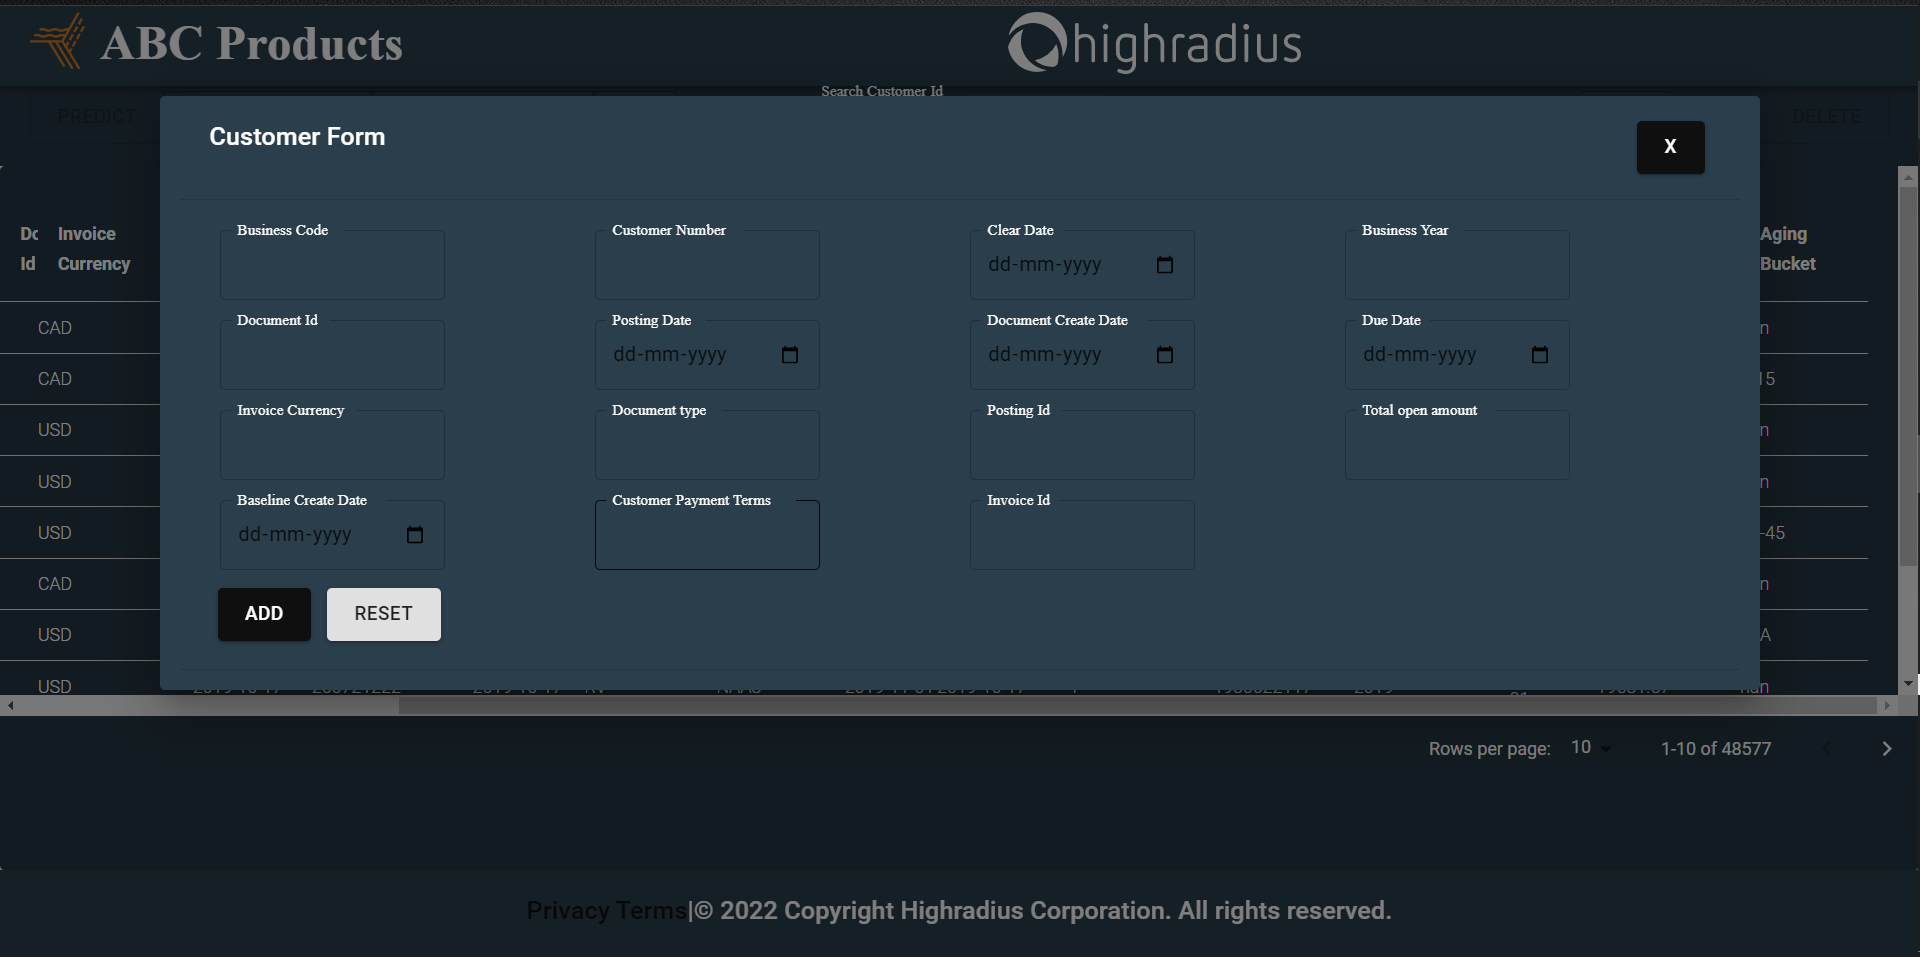 ABC Products
highradius
Search Customer Id
PREDICT
DELETE
Customer Form
X
Invoice
Id Currency
Aging
Bucket
Business Code Customer Number Clear Date Business Year
dd-mm-yyyy
Document Id Posting Date Document Create Date Due Date
dd-mm-yyyy dd-mm-yyyy dd-mm-yyyy
Invoice Currency Document type Posting Id Total open amount
Baseline Create Date Customer Payment Terms Invoice Id
dd-mm-yyyy
ADD RESET
CAD
CAD
USD
USD
USD -45
CAD
USD
USD
Rows per page: 10 1-10 of 48577
Privacy Terms|© 2022 Copyright Highradius Corporation. All rights reserved.